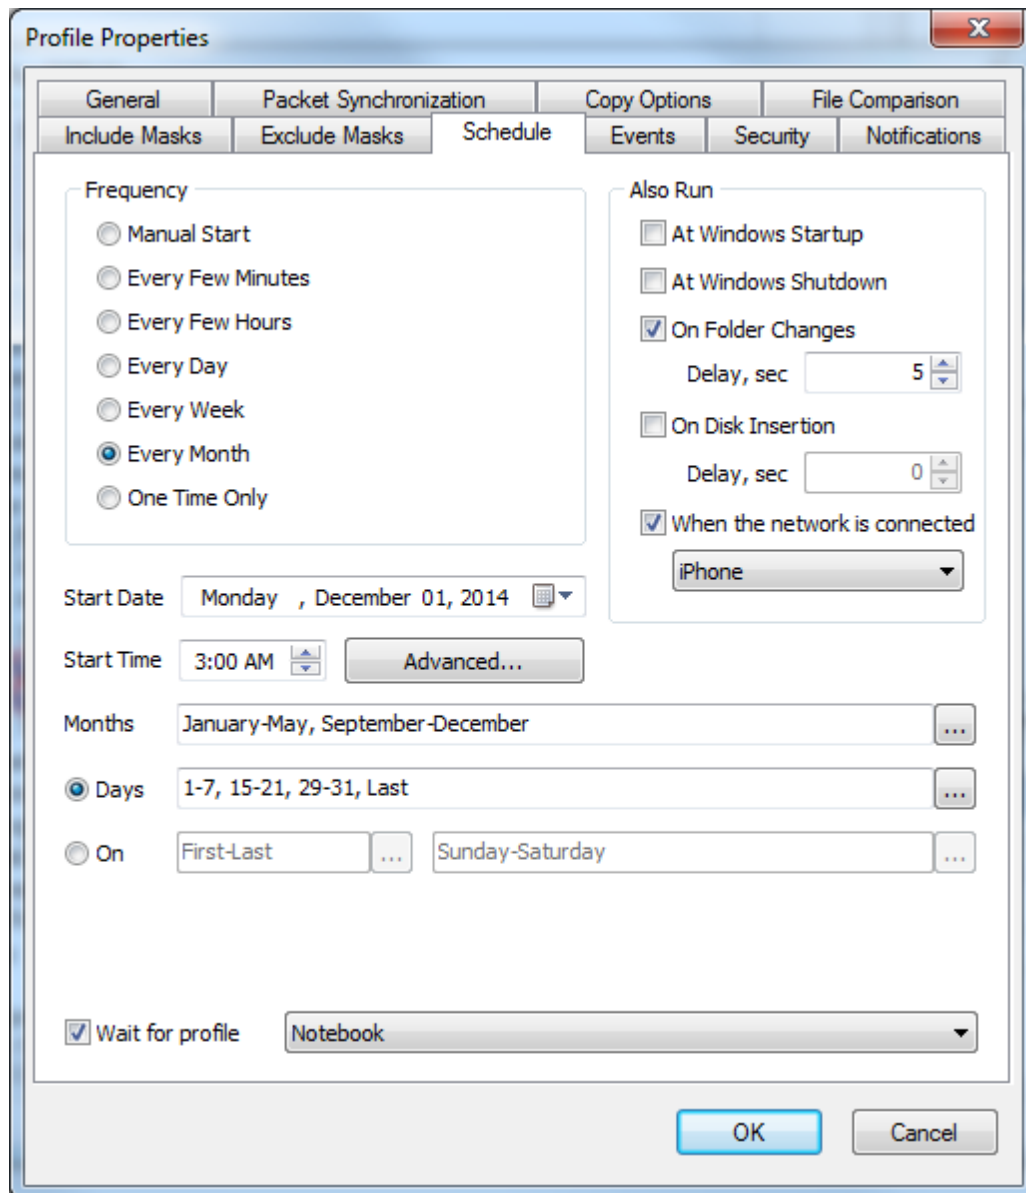 Profile Properties
General Packet Synchronization Copy Options File Comparison
Include Masks Exclude Masks Schedule Events Security Notifications
Frequency
Manual Start
Every Few Minutes
Every Few Hours
Every Day
Every Week
Every Month
One Time Only
Also Run
At Windows Startup
At Windows Shutdown
On Folder Changes
Delay, sec 5
On Disk Insertion
Delay, sec 0
When the network is connected
iPhone
Start Date Monday , December 01, 2014
Start Time 3:00 AM Advanced...
Months January-May, September-December ...
Days 1-7, 15-21, 29-31, Last ...
On First-Last ... Sunday-Saturday ...
Wait for profile Notebook
OK Cancel